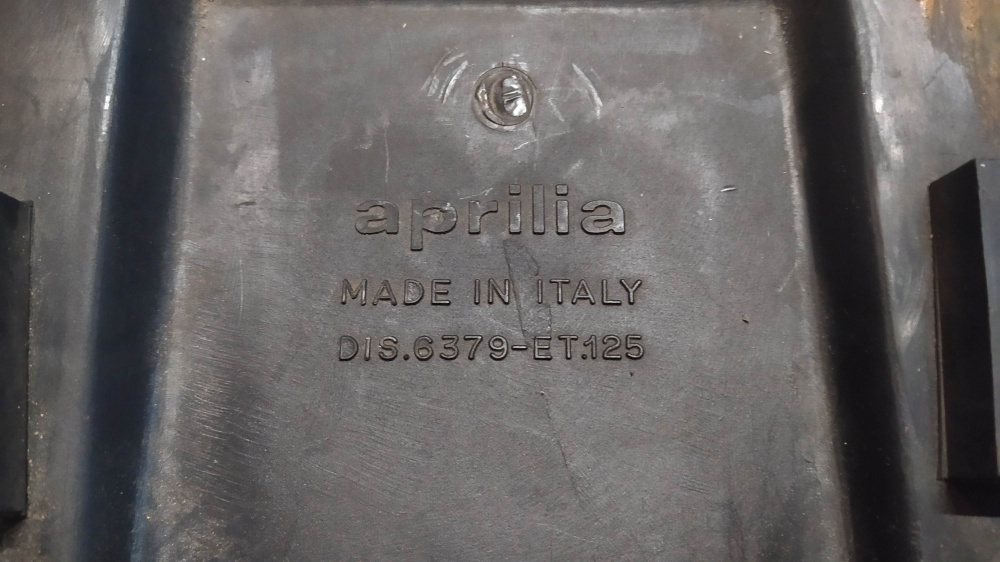 aprilia
MADE IN ITALY
DIS.6379-ET.125